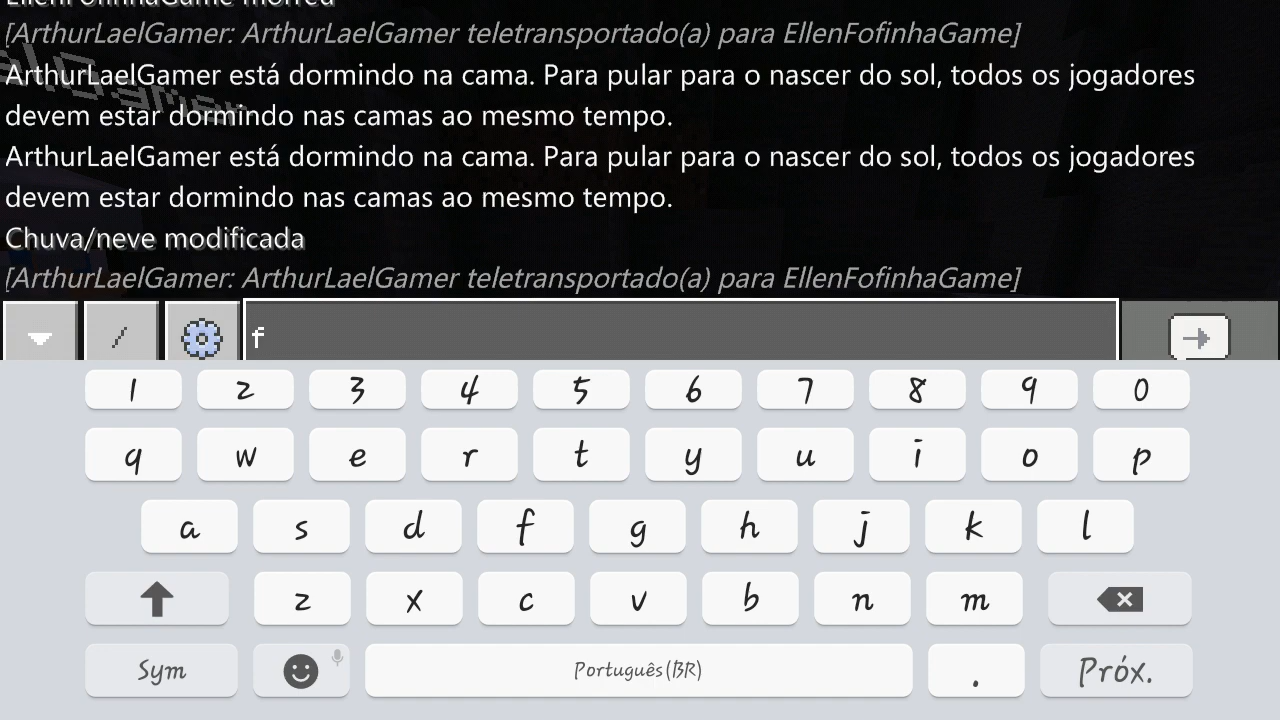 EllenFofinhaGame morreu
[ArthurLaelGamer: ArthurLaelGamer teletransportado(a) para EllenFofinhaGame]
ArthurLaelGamer está dormindo na cama. Para pular para o nascer do sol, todos os jogadores
devem estar dormindo nas camas ao mesmo tempo.
ArthurLaelGamer está dormindo na cama. Para pular para o nascer do sol, todos os jogadores
devem estar dormindo nas camas ao mesmo tempo.
Chuva/neve modificada
[ArthurLaelGamer: ArthurLaelGamer teletransportado(a) para EllenFofinhaGame]
/ f
1 2 3 4 5 6 7 8 9 0
q w e r t y u i o p
a s d f g h j k l
z x c v b n m
Sym Português(BR) . Próx.